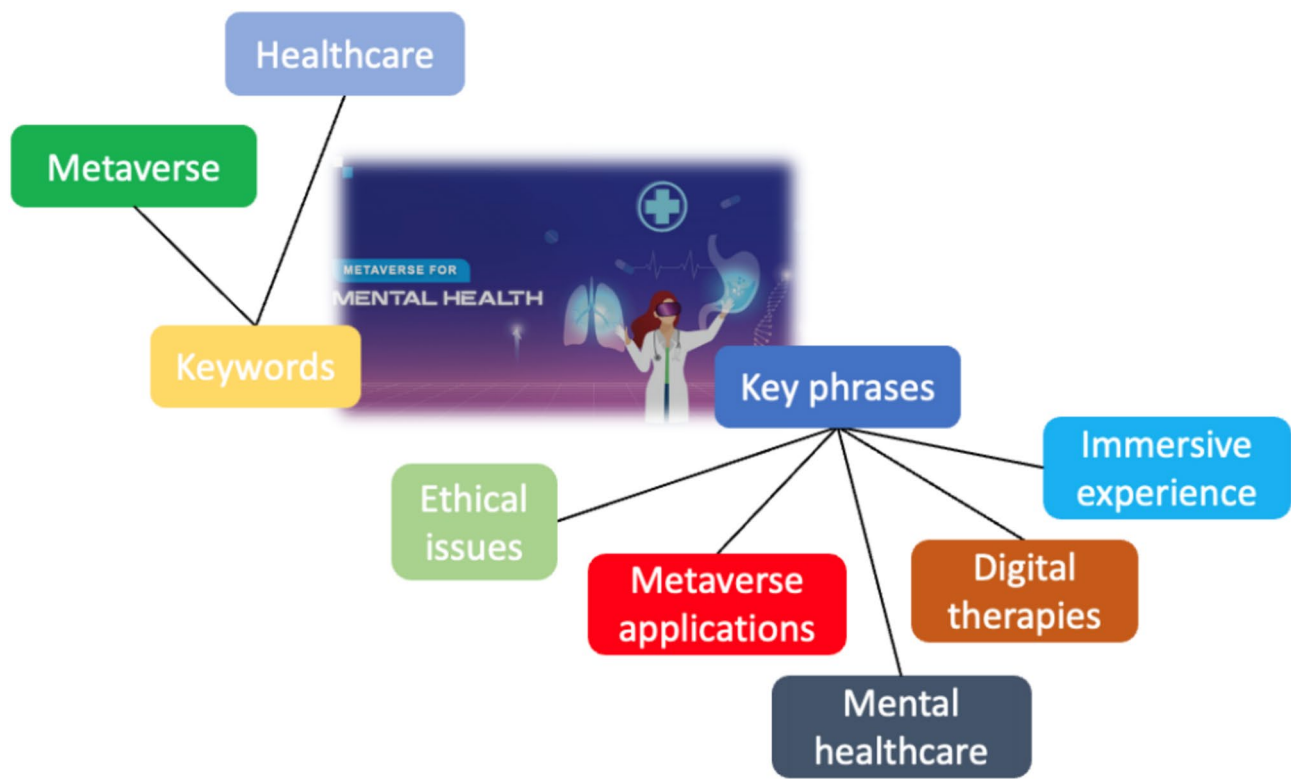 Healthcare
Metaverse
METAVERSE FOR
MENTAL HEALTH
Keywords
Key phrases
Immersive
experience
Ethical
issues
Digital
therapies
Metaverse
applications
Mental
healthcare